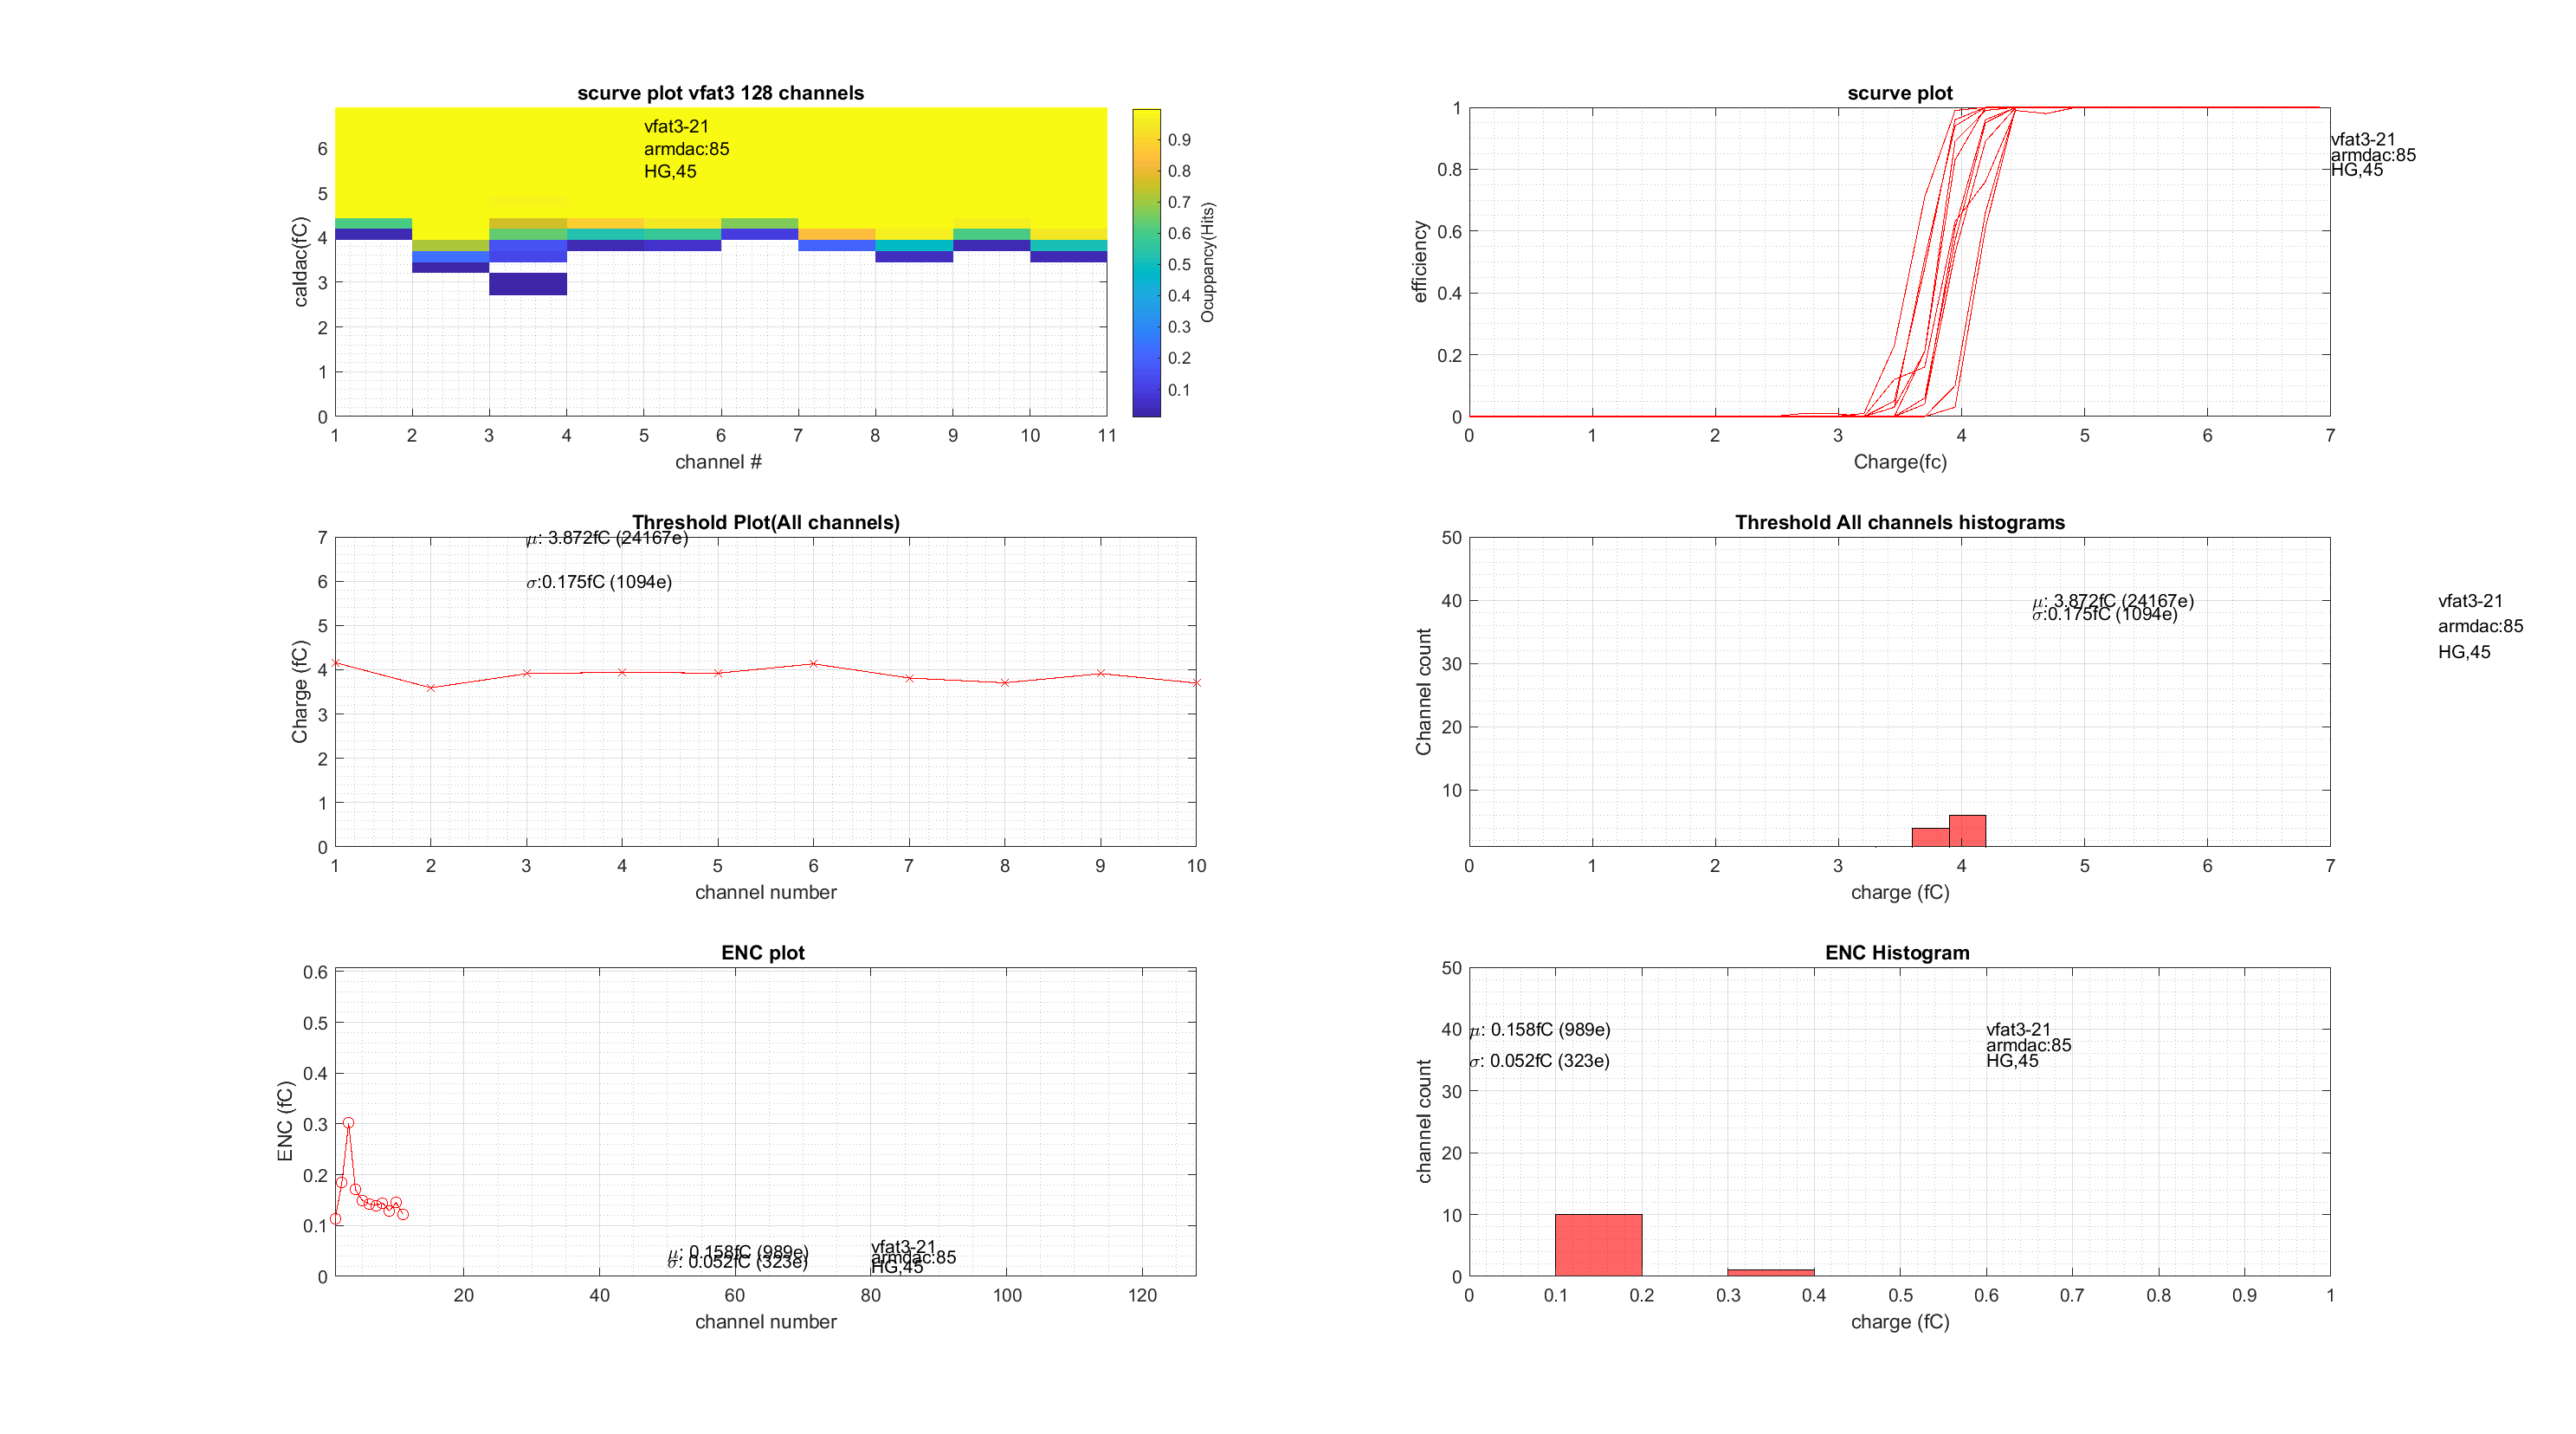 scurve plot vfat3 128 channels
vfat3-21
armdac:85
HG,45
caldac(fC)
6
5
4
3
2
1
0
1 2 3 4 5 6 7 8 9 10 11
channel #
0.9
0.8
0.7
0.6
0.5
0.4
0.3
0.2
0.1
Ocuppancy(Hits)
scurve plot
vfat3-21
armdac:85
HG,45
efficiency
1
0.8
0.6
0.4
0.2
0
0 1 2 3 4 5 6 7
Charge(fc)
Threshold Plot(All channels)
μ: 3.872fC (24167e)
σ:0.175fC (1094e)
Charge (fC)
7
6
5
4
3
2
1
0
1 2 3 4 5 6 7 8 9 10
channel number
Threshold All channels histograms
μ: 3.872fC (24167e)
σ:0.175fC (1094e)
vfat3-21
armdac:85
HG,45
Channel count
50
40
30
20
10
0 1 2 3 4 5 6 7
charge (fC)
ENC plot
ENC (fC)
0.6
0.5
0.4
0.3
0.2
0.1
0
μ: 0.158fC (989e)
σ: 0.052fC (323e)
vfat3-21
armdac:85
HG,45
20 40 60 80 100 120
channel number
ENC Histogram
μ: 0.158fC (989e)
σ: 0.052fC (323e)
vfat3-21
armdac:85
HG,45
channel count
50
40
30
20
10
0
0 0.1 0.2 0.3 0.4 0.5 0.6 0.7 0.8 0.9 1
charge (fC)